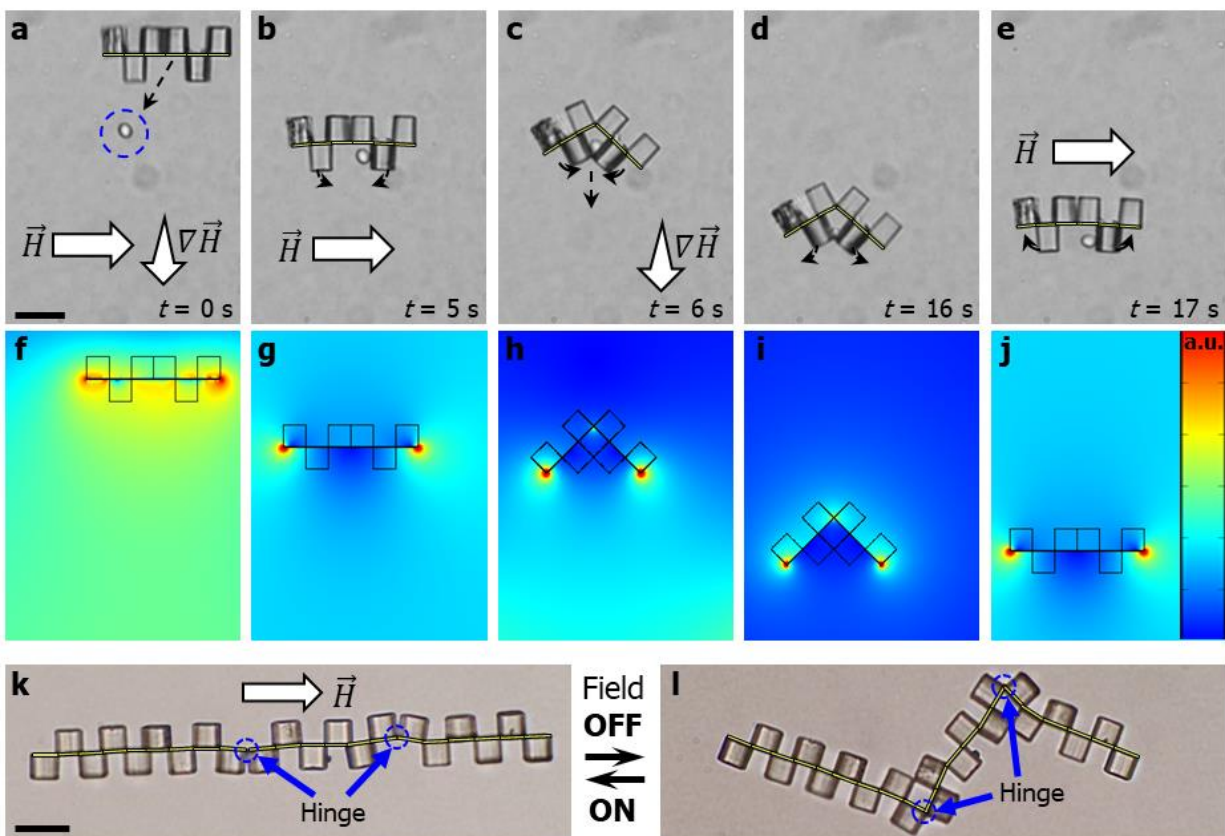 a
b
c
d
e
H⃗
∇H⃗
t = 0 s
H⃗
t = 5 s
∇H⃗
t = 6 s
t = 16 s
H⃗
t = 17 s
f
g
h
i
j
a.u.
k
H⃗
Hinge
Field
OFF
ON
l
Hinge